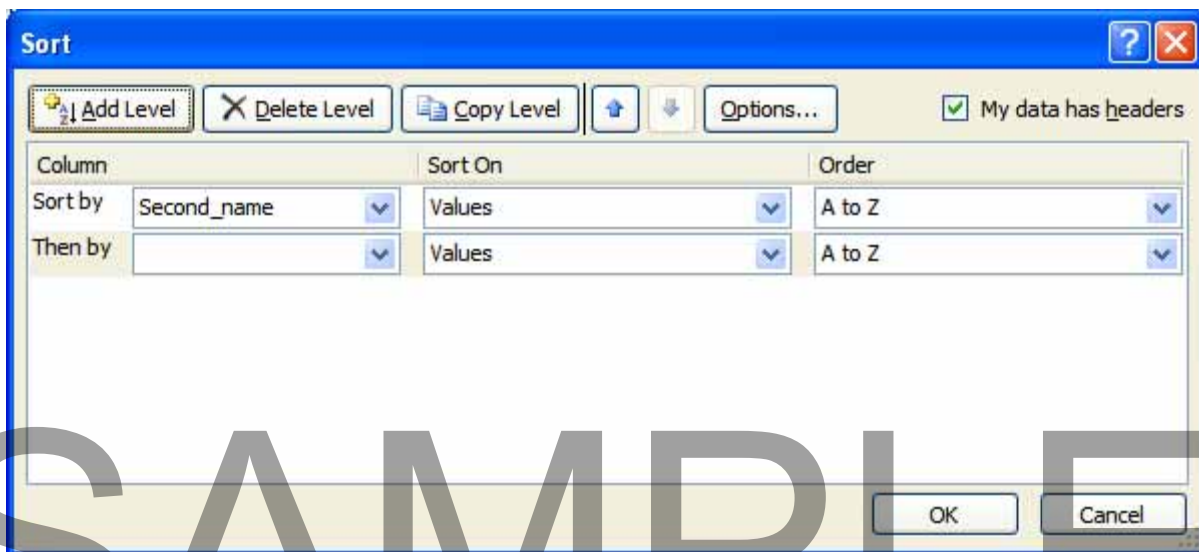 Sort
Add Level Delete Level Copy Level Options... My data has headers
Column Sort On Order
Sort by Second_name Values A to Z
Then by Values A to Z
OK Cancel
SAMPLE